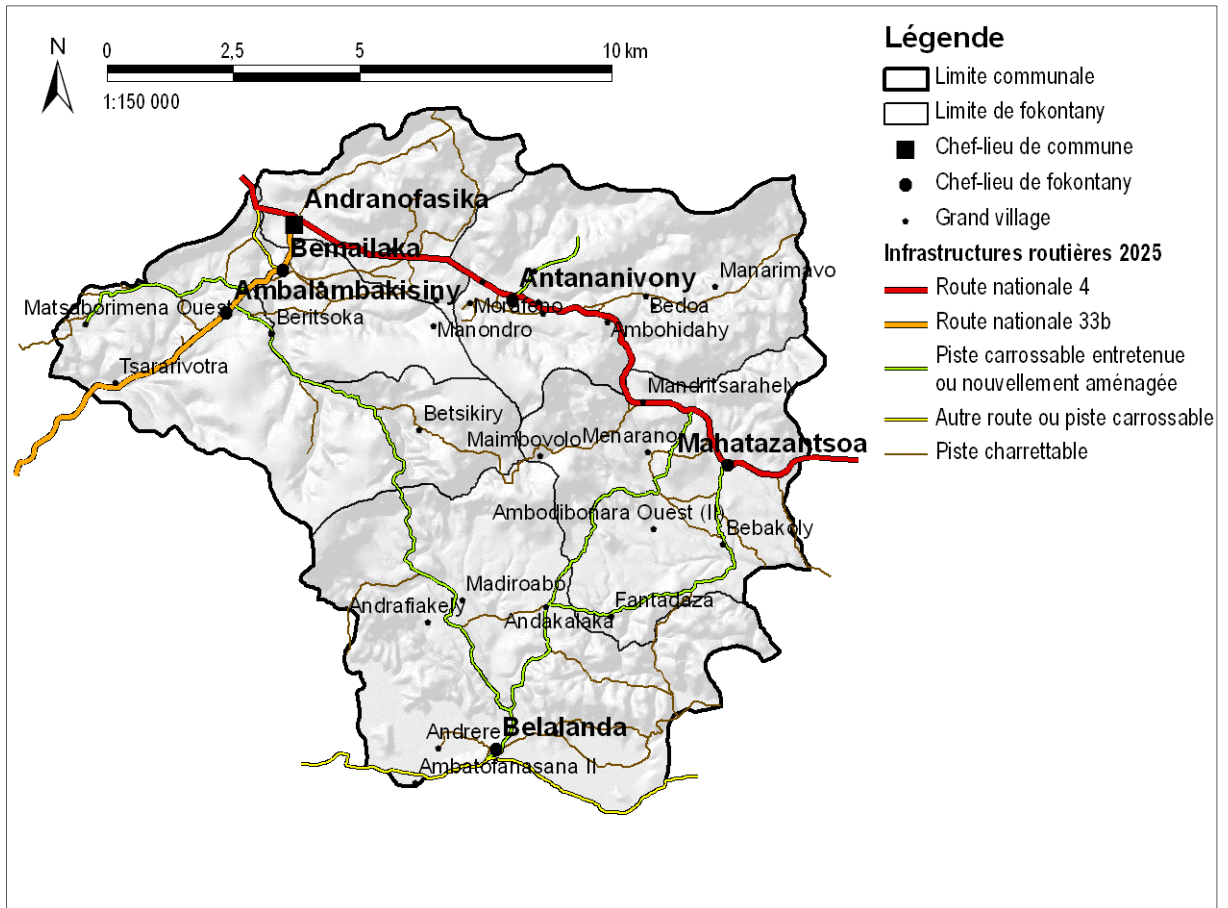 N
0 2,5 5 10 km
1:150 000
Légende
Limite communale
Limite de fokontany
Chef-lieu de commune
Chef-lieu de fokontany
Grand village
Infrastructures routières 2025
Route nationale 4
Route nationale 33b
Piste carrossable entretenue
ou nouvellement aménagée
Autre route ou piste carrossable
Piste charrettable
Andranofasika
Bemailaka
Antananivony
Manarimavo
Ambalambakisiny
Matsaborimena Ouest
Morafeno
Bedoa
Beritsoka
Manondro
Ambohidahy
Tsararivotra
Mandritsarahely
Betsikiry
Maimbovolo
Menarano
Mahatazantsoa
Ambodibonara Ouest (II)
Bebakoly
Madiroabo
Andrafiakely
Fantadaza
Andakalaka
Andrere
Belalanda
Ambatofanasana II